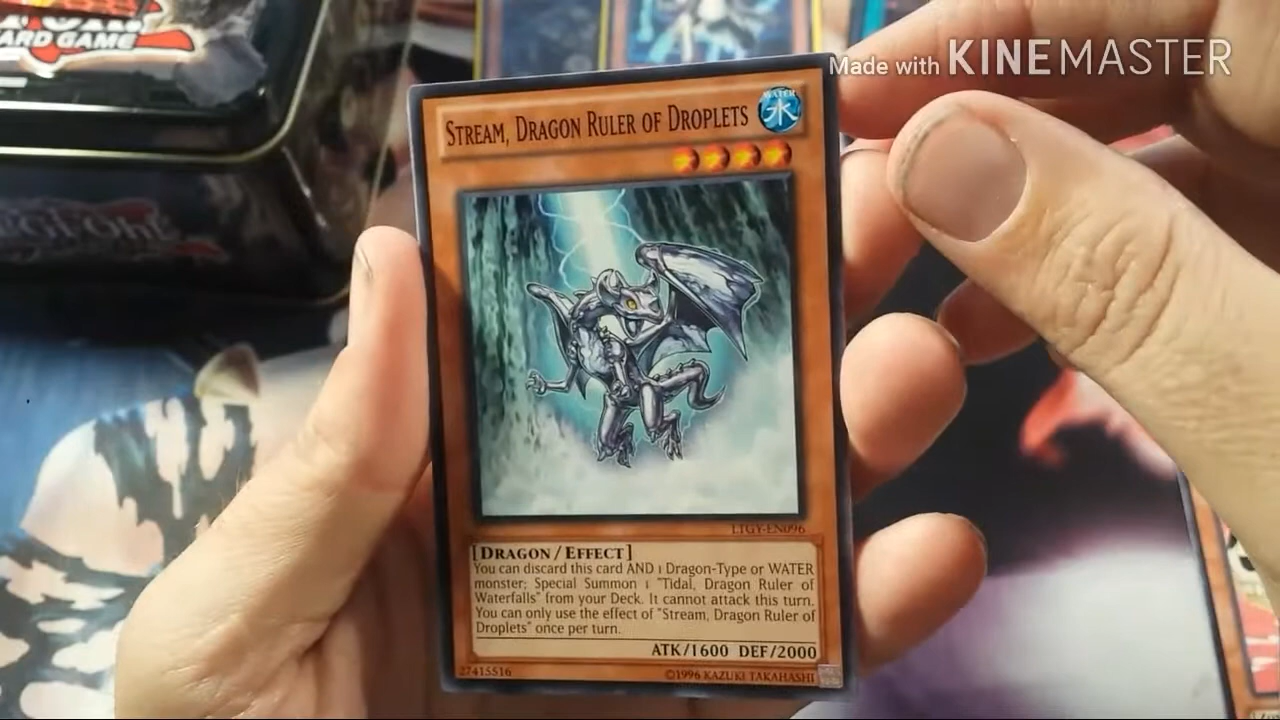 ARD GAME
Made with KINEMASTER
STREAM, DRAGON RULER OF DROPLETS
WATER
水
LTGY-EN096
[DRAGON/EFFECT]
You can discard this card AND 1 Dragon-Type or WATER
monster; Special Summon 1 "Tidal, Dragon Ruler of
Waterfalls" from your Deck. It cannot attack this turn.
You can only use the effect of "Stream, Dragon Ruler of
Droplets" once per turn.
ATK/1600 DEF/2000
27415516
©1996 KAZUKI TAKAHASHI